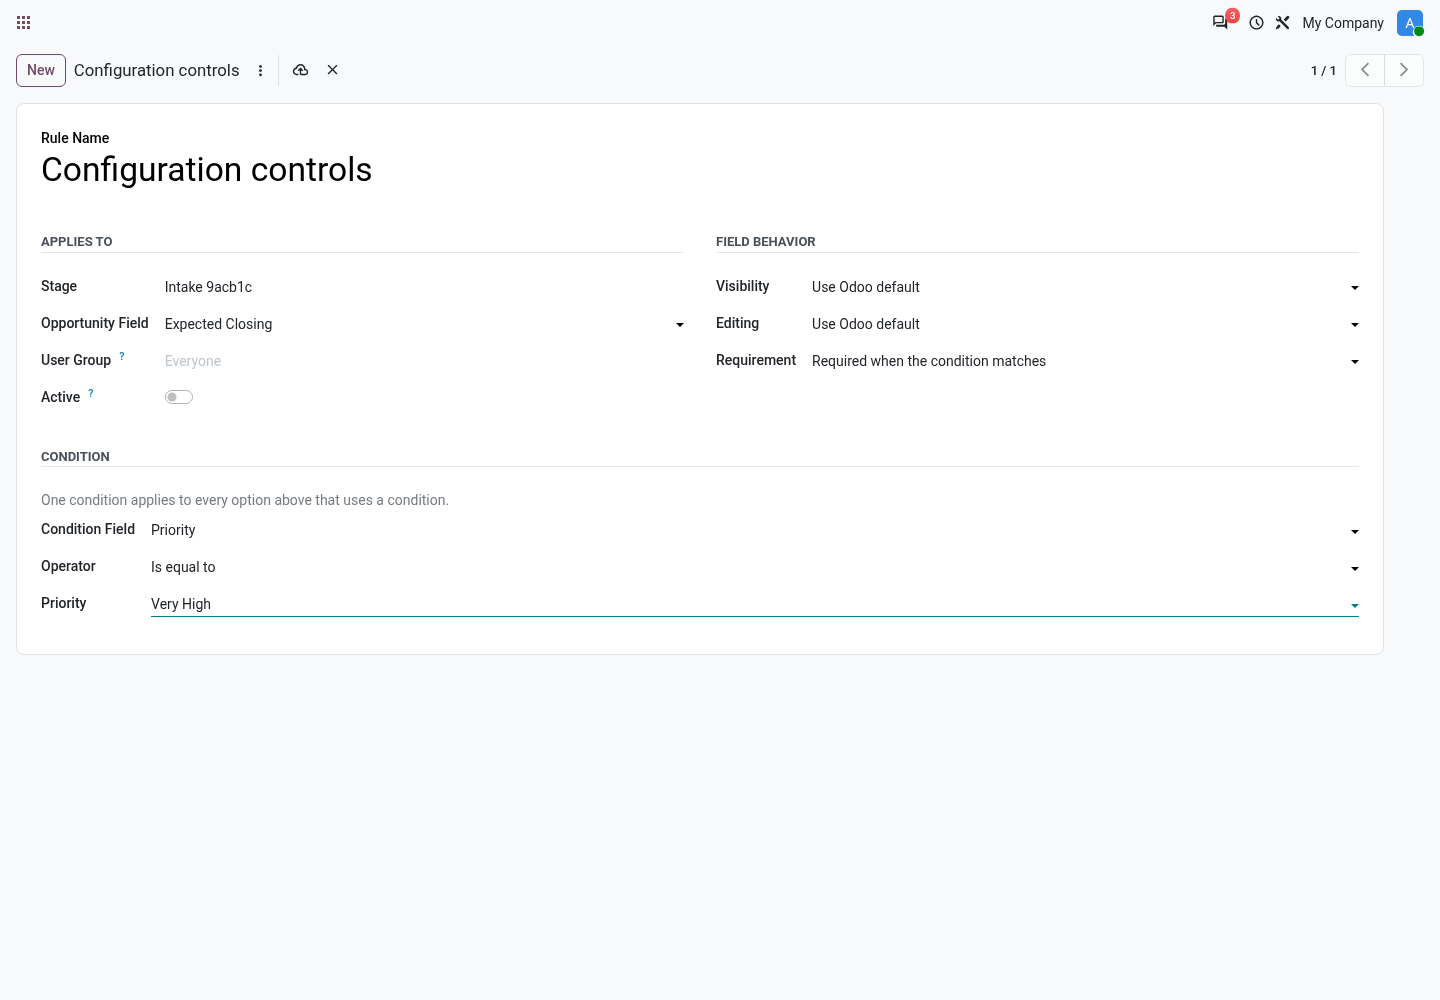 3
My Company
A
New
Configuration controls
1 / 1
Rule Name
Configuration controls
APPLIES TO
Stage
Intake 9acb1c
Opportunity Field
Expected Closing
User Group ?
Everyone
Active ?
FIELD BEHAVIOR
Visibility
Use Odoo default
Editing
Use Odoo default
Requirement
Required when the condition matches
CONDITION
One condition applies to every option above that uses a condition.
Condition Field
Priority
Operator
Is equal to
Priority
Very High